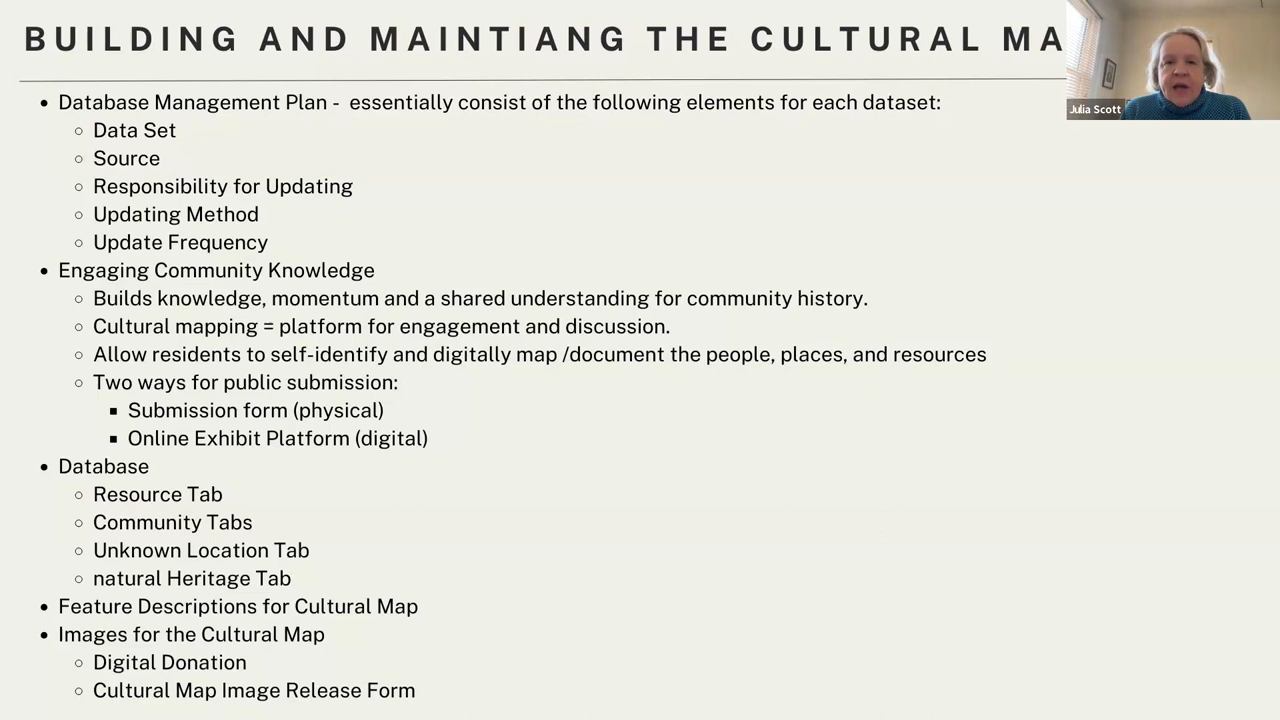 BUILDING AND MAINTIANG THE CULTURAL MA
Julia Scott
• Database Management Plan - essentially consist of the following elements for each dataset:
○ Data Set
○ Source
○ Responsibility for Updating
○ Updating Method
○ Update Frequency
• Engaging Community Knowledge
○ Builds knowledge, momentum and a shared understanding for community history.
○ Cultural mapping = platform for engagement and discussion.
○ Allow residents to self-identify and digitally map /document the people, places, and resources
○ Two ways for public submission:
▪ Submission form (physical)
▪ Online Exhibit Platform (digital)
• Database
○ Resource Tab
○ Community Tabs
○ Unknown Location Tab
○ natural Heritage Tab
• Feature Descriptions for Cultural Map
• Images for the Cultural Map
○ Digital Donation
○ Cultural Map Image Release Form